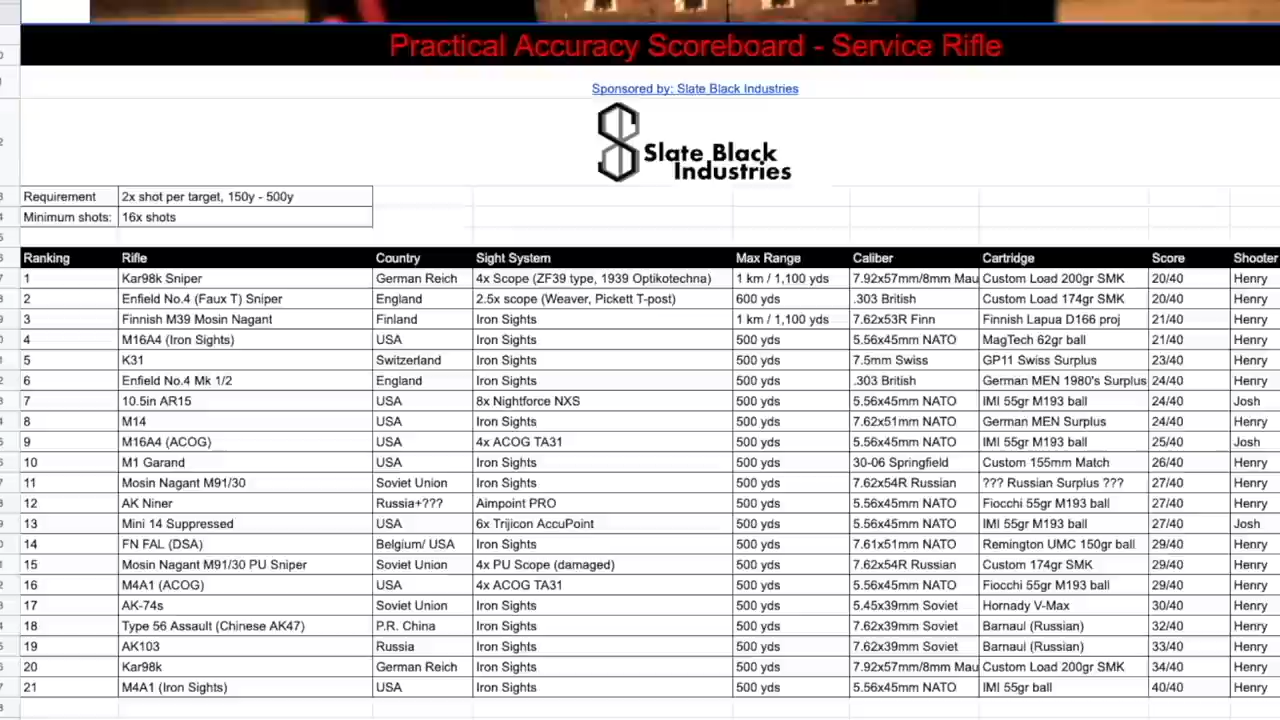 Practical Accuracy Scoreboard - Service Rifle
Sponsored by: Slate Black Industries
Slate Black
Industries
Requirement 2x shot per target, 150y - 500y
Minimum shots: 16x shots
Ranking Rifle Country Sight System Max Range Caliber Cartridge Score Shooter
1 Kar98k Sniper German Reich 4x Scope (ZF39 type, 1939 Optikotechna) 1 km / 1,100 yds 7.92x57mm/8mm Mau Custom Load 200gr SMK 20/40 Henry
2 Enfield No.4 (Faux T) Sniper England 2.5x scope (Weaver, Pickett T-post) 600 yds .303 British Custom Load 174gr SMK 20/40 Henry
3 Finnish M39 Mosin Nagant Finland Iron Sights 1 km / 1,100 yds 7.62x53R Finn Finnish Lapua D166 proj 21/40 Henry
4 M16A4 (Iron Sights) USA Iron Sights 500 yds 5.56x45mm NATO MagTech 62gr ball 21/40 Henry
5 K31 Switzerland Iron Sights 500 yds 7.5mm Swiss GP11 Swiss Surplus 23/40 Henry
6 Enfield No.4 Mk 1/2 England Iron Sights 500 yds .303 British German MEN 1980's Surplus 24/40 Henry
7 10.5in AR15 USA 8x Nightforce NXS 500 yds 5.56x45mm NATO IMI 55gr M193 ball 24/40 Josh
8 M14 USA Iron Sights 500 yds 7.62x51mm NATO German MEN Surplus 24/40 Henry
9 M16A4 (ACOG) USA 4x ACOG TA31 500 yds 5.56x45mm NATO IMI 55gr M193 ball 25/40 Josh
10 M1 Garand USA Iron Sights 500 yds 30-06 Springfield Custom 155mm Match 26/40 Henry
11 Mosin Nagant M91/30 Soviet Union Iron Sights 500 yds 7.62x54R Russian ??? Russian Surplus ??? 27/40 Henry
12 AK Niner Russia+??? Aimpoint PRO 500 yds 5.56x45mm NATO Fiocchi 55gr M193 ball 27/40 Henry
13 Mini 14 Suppressed USA 6x Trijicon AccuPoint 500 yds 5.56x45mm NATO IMI 55gr M193 ball 27/40 Josh
14 FN FAL (DSA) Belgium/ USA Iron Sights 500 yds 7.61x51mm NATO Remington UMC 150gr ball 29/40 Henry
15 Mosin Nagant M91/30 PU Sniper Soviet Union 4x PU Scope (damaged) 500 yds 7.62x54R Russian Custom 174gr SMK 29/40 Henry
16 M4A1 (ACOG) USA 4x ACOG TA31 500 yds 5.56x45mm NATO Fiocchi 55gr M193 ball 29/40 Henry
17 AK-74s Soviet Union Iron Sights 500 yds 5.45x39mm Soviet Hornady V-Max 30/40 Henry
18 Type 56 Assault (Chinese AK47) P.R. China Iron Sights 500 yds 7.62x39mm Soviet Barnaul (Russian) 32/40 Henry
19 AK103 Russia Iron Sights 500 yds 7.62x39mm Soviet Barnaul (Russian) 33/40 Henry
20 Kar98k German Reich Iron Sights 500 yds 7.92x57mm/8mm Mau Custom Load 200gr SMK 34/40 Henry
21 M4A1 (Iron Sights) USA Iron Sights 500 yds 5.56x45mm NATO IMI 55gr ball 40/40 Henry